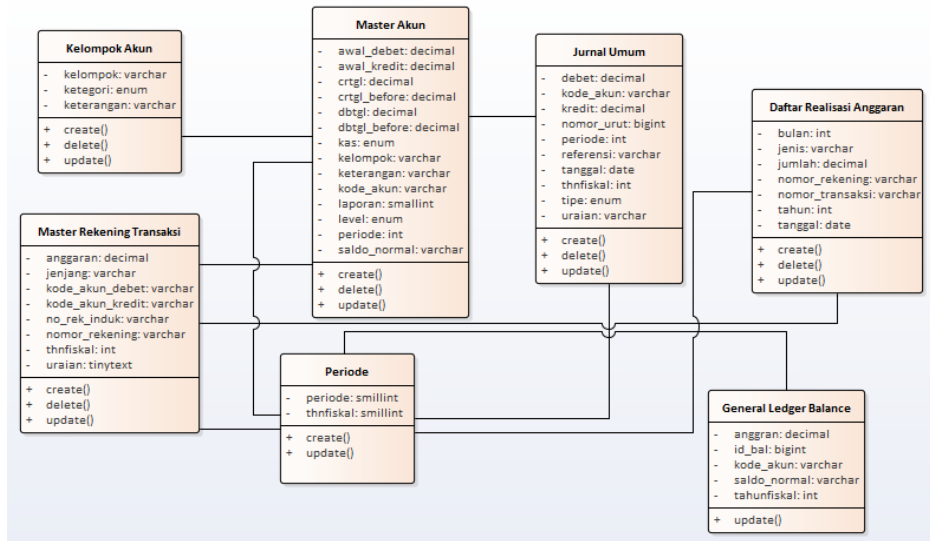 Kelompok Akun
- kelompok: varchar
- ketegori: enum
- keterangan: varchar
+ create()
+ delete()
+ update()
Master Akun
- awal_debet: decimal
- awal_kredit: decimal
- crtgl: decimal
- crtgl_before: decimal
- dbtgl: decimal
- dbtgl_before: decimal
- kas: enum
- kelompok: varchar
- keterangan: varchar
- kode_akun: varchar
- laporan: smallint
- level: enum
- periode: int
- saldo_normal: varchar
+ create()
+ delete()
+ update()
Jurnal Umum
- debet: decimal
- kode_akun: varchar
- kredit: decimal
- nomor_urut: bigint
- periode: int
- referensi: varchar
- tanggal: date
- thnfiskal: int
- tipe: enum
- uraian: varchar
+ create()
+ delete()
+ update()
Daftar Realisasi Anggaran
- bulan: int
- jenis: varchar
- jumlah: decimal
- nomor_rekening: varchar
- nomor_transaksi: varchar
- tahun: int
- tanggal: date
+ create()
+ delete()
+ update()
Master Rekening Transaksi
- anggaran: decimal
- jenjang: varchar
- kode_akun_debet: varchar
- kode_akun_kredit: varchar
- no_rek_induk: varchar
- nomor_rekening: varchar
- thnfiskal: int
- uraian: tinytext
+ create()
+ delete()
+ update()
Periode
- periode: smillint
- thnfiskal: smillint
+ create()
+ update()
General Ledger Balance
- anggran: decimal
- id_bal: bigint
- kode_akun: varchar
- saldo_normal: varchar
- tahunfiskal: int
+ update()